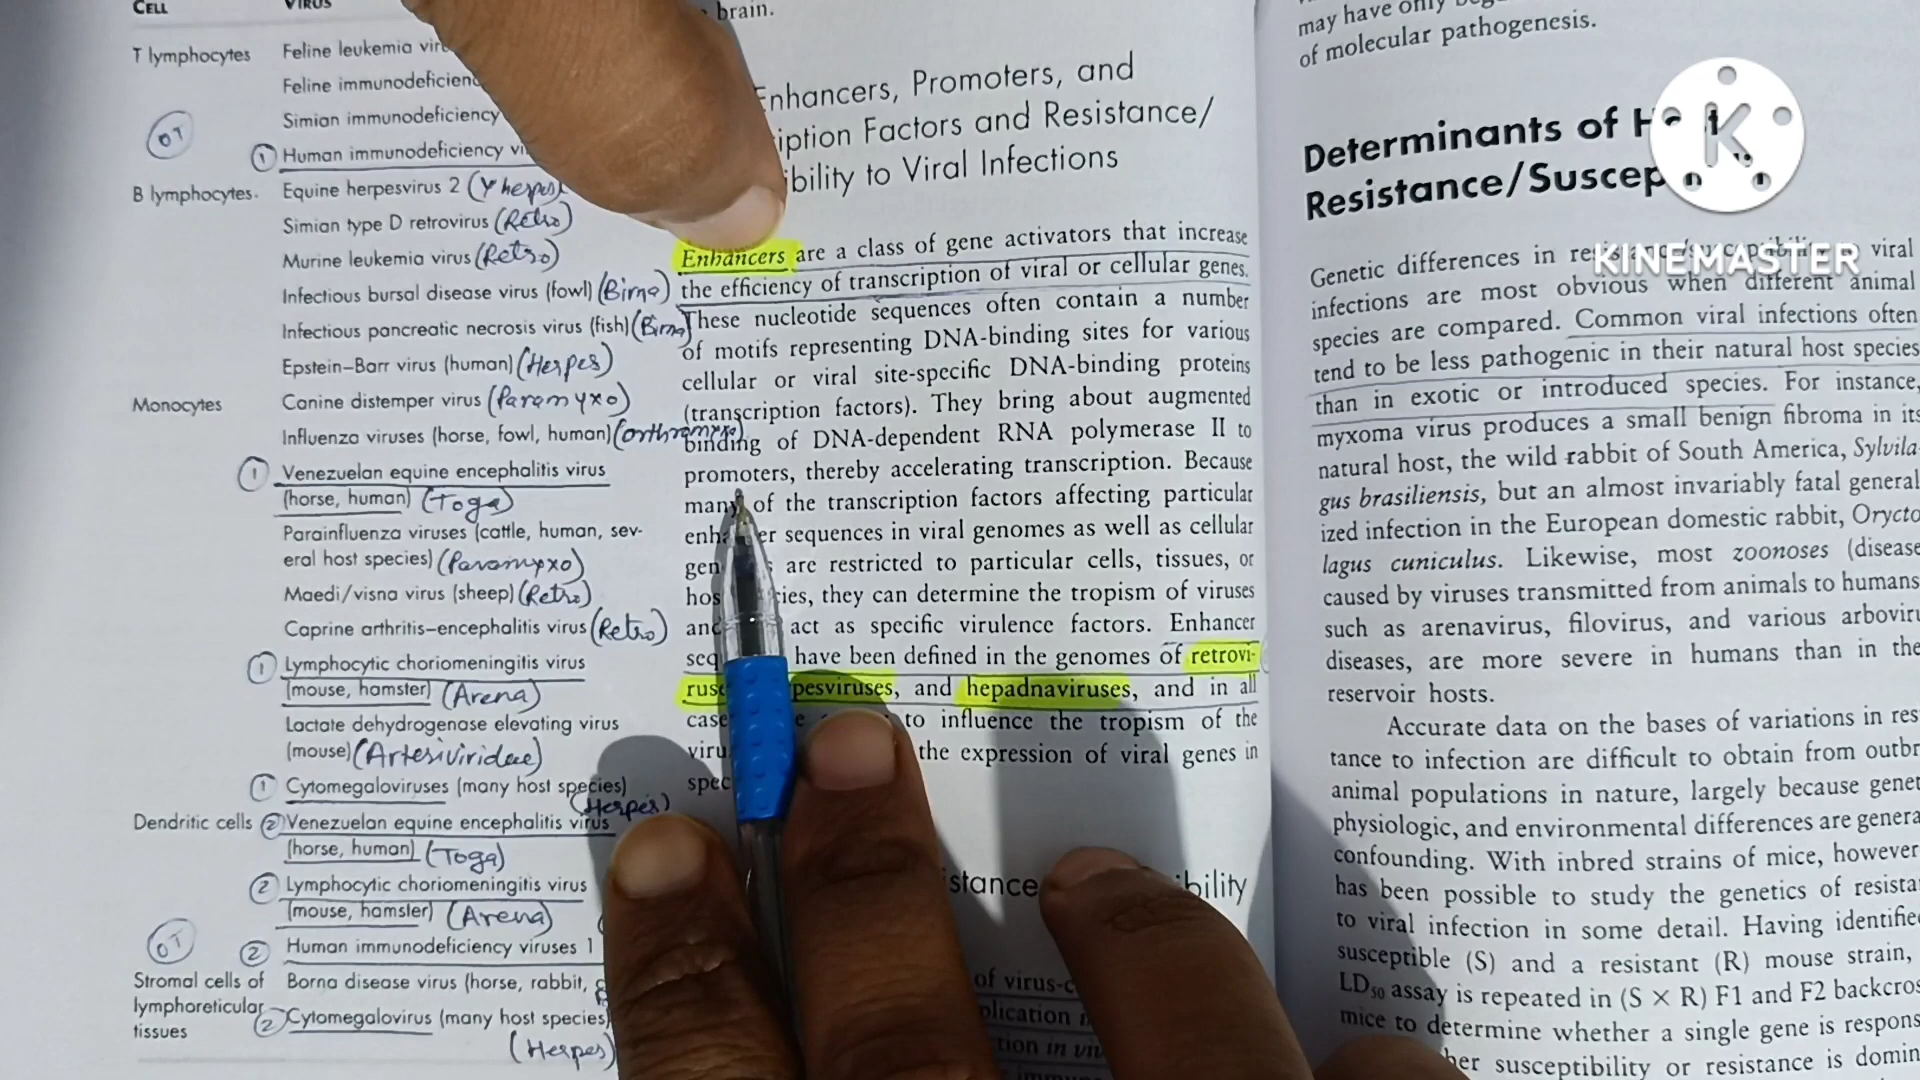 CELL VIRUS
T lymphocytes Feline leukemia
Feline
Simian immunodeficiency
OT
① Human immunodeficiency
B lymphocytes. Equine herpesvirus 2 (γ herpes)
Simian type D retrovirus (Retro)
Murine leukemia virus (Retro)
Infectious bursal disease virus (fowl) (Birna)
Infectious pancreatic necrosis virus (fish) (Birna)
Epstein–Barr virus (human) (Herpes)
Monocytes Canine distemper virus (Paramyxo)
Influenza viruses (horse, fowl, human) (orthromyxo)
① Venezuelan equine encephalitis virus
(horse, human) (Toga)
Parainfluenza viruses (cattle, human, sev-
eral host species) (Paramyxo)
Maedi/visna virus (sheep) (Retro)
Caprine arthritis–encephalitis virus (Retro)
① Lymphocytic choriomeningitis virus
(mouse, hamster) (Arena)
Lactate dehydrogenase elevating virus
(mouse) (Arteriviridae)
① Cytomegaloviruses (many host species)
(Herpes)
Dendritic cells ② Venezuelan equine encephalitis virus
(horse, human) (Toga)
② Lymphocytic choriomeningitis virus
(mouse, hamster) (Arena)
OT
② Human immunodeficiency viruses 1
Stromal cells of Borna disease virus (horse, rabbit,
lymphoreticular ② Cytomegalovirus (many host species)
tissues
(Herpes)
brain.
Enhancers, Promoters, and
Factors and Resistance/
to Viral Infections
Enhancers are a class of gene activators that increase
the efficiency of transcription of viral or cellular genes.
These nucleotide sequences often contain a number
of motifs representing DNA-binding sites for various
cellular or viral site-specific DNA-binding proteins
(transcription factors). They bring about augmented
binding of DNA-dependent RNA polymerase II to
promoters, thereby accelerating transcription. Because
many of the transcription factors affecting particular
sequences in viral genomes as well as cellular
are restricted to particular cells, tissues, or
they can determine the tropism of viruses
act as specific virulence factors. Enhancer
have been defined in the genomes of retrovi-
and hepadnaviruses, and in all
to influence the tropism of the
the expression of viral genes in
of
may have only
of molecular pathogenesis.
Determinants of
Resistance/
Genetic differences in viral
infections are most obvious when different animal
species are compared. Common viral infections often
tend to be less pathogenic in their natural host species
than in exotic or introduced species. For instance,
myxoma virus produces a small benign fibroma in its
natural host, the wild rabbit of South America, Sylvila-
gus brasiliensis, but an almost invariably fatal general
ized infection in the European domestic rabbit, Orycto
lagus cuniculus. Likewise, most zoonoses (disease
caused by viruses transmitted from animals to humans
such as arenavirus, filovirus, and various
diseases, are more severe in humans than in the
reservoir hosts.
Accurate data on the bases of variations in res
tance to infection are difficult to obtain from
animal populations in nature, largely because
physiologic, and environmental differences are
confounding. With inbred strains of mice, however
has been possible to study the genetics of
to viral infection in some detail. Having
susceptible (S) and a resistant (R) mouse strain,
LD50 assay is repeated in (S × R) F1 and F2
mice to determine whether a single gene is
susceptibility or resistance is
K
KINEMASTER